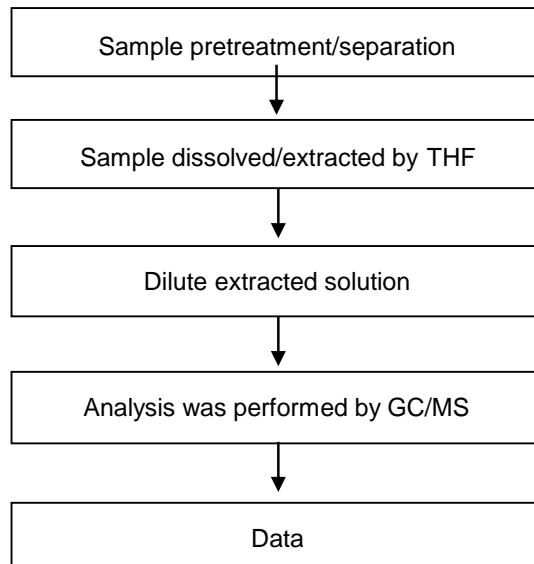 Sample pretreatment/separation
Sample dissolved/extracted by THF
Dilute extracted solution
Analysis was performed by GC/MS
Data